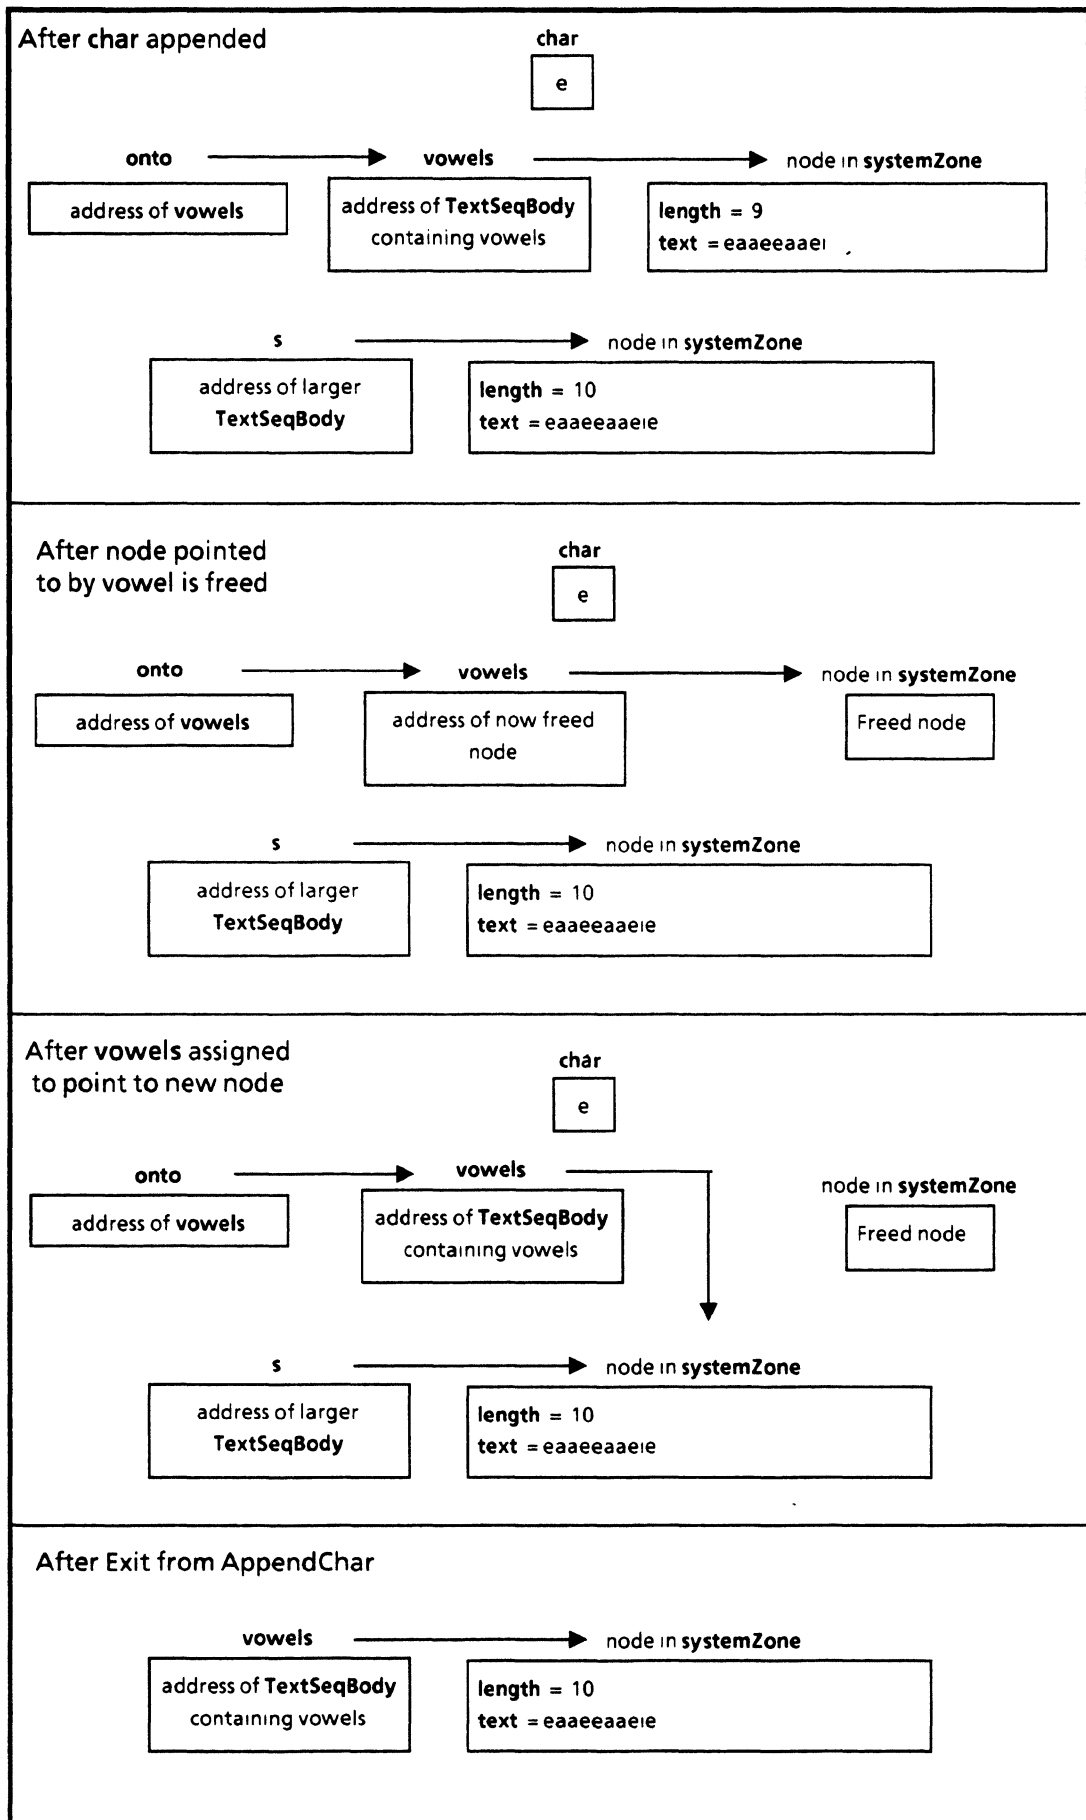 After char appended
char
e
onto
vowels
node in systemZone
address of vowels
address of TextSeqBody
containing vowels
length = 9
text = eaaeeaaei
s
node in systemZone
address of larger
TextSeqBody
length = 10
text = eaaeeaaeie
After node pointed
to by vowel is freed
char
e
onto
vowels
node in systemZone
address of vowels
address of now freed
node
Freed node
s
node in systemZone
address of larger
TextSeqBody
length = 10
text = eaaeeaaeie
After vowels assigned
to point to new node
char
e
onto
vowels
node in systemZone
address of vowels
address of TextSeqBody
containing vowels
Freed node
s
node in systemZone
address of larger
TextSeqBody
length = 10
text = eaaeeaaeie
After Exit from AppendChar
vowels
node in systemZone
address of TextSeqBody
containing vowels
length = 10
text = eaaeeaaeie